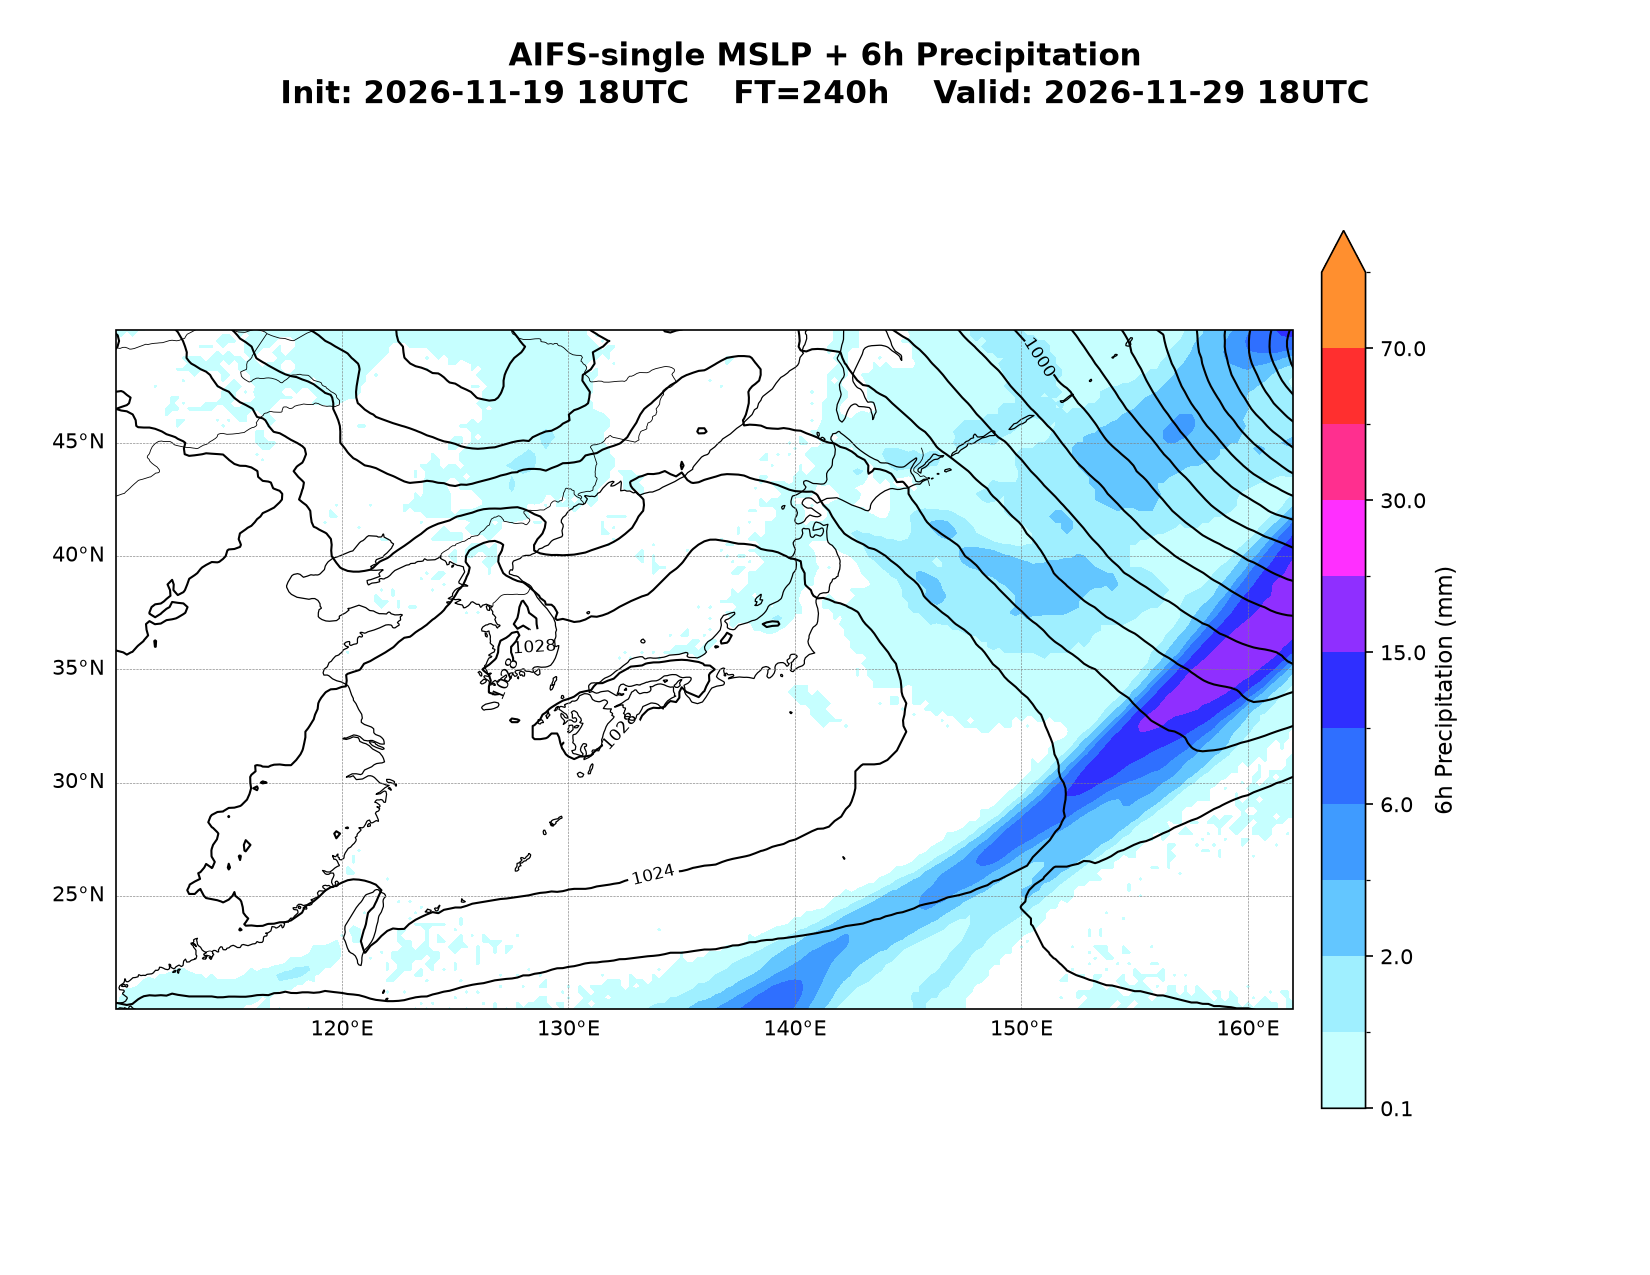 AIFS-single MSLP + 6h Precipitation
Init: 2026-11-19 18UTC    FT=240h    Valid: 2026-11-29 18UTC
1000
1028
1028
1028
1024
45°N
40°N
35°N
30°N
25°N
120°E
130°E
140°E
150°E
160°E
70.0
30.0
15.0
6.0
2.0
0.1
6h Precipitation (mm)